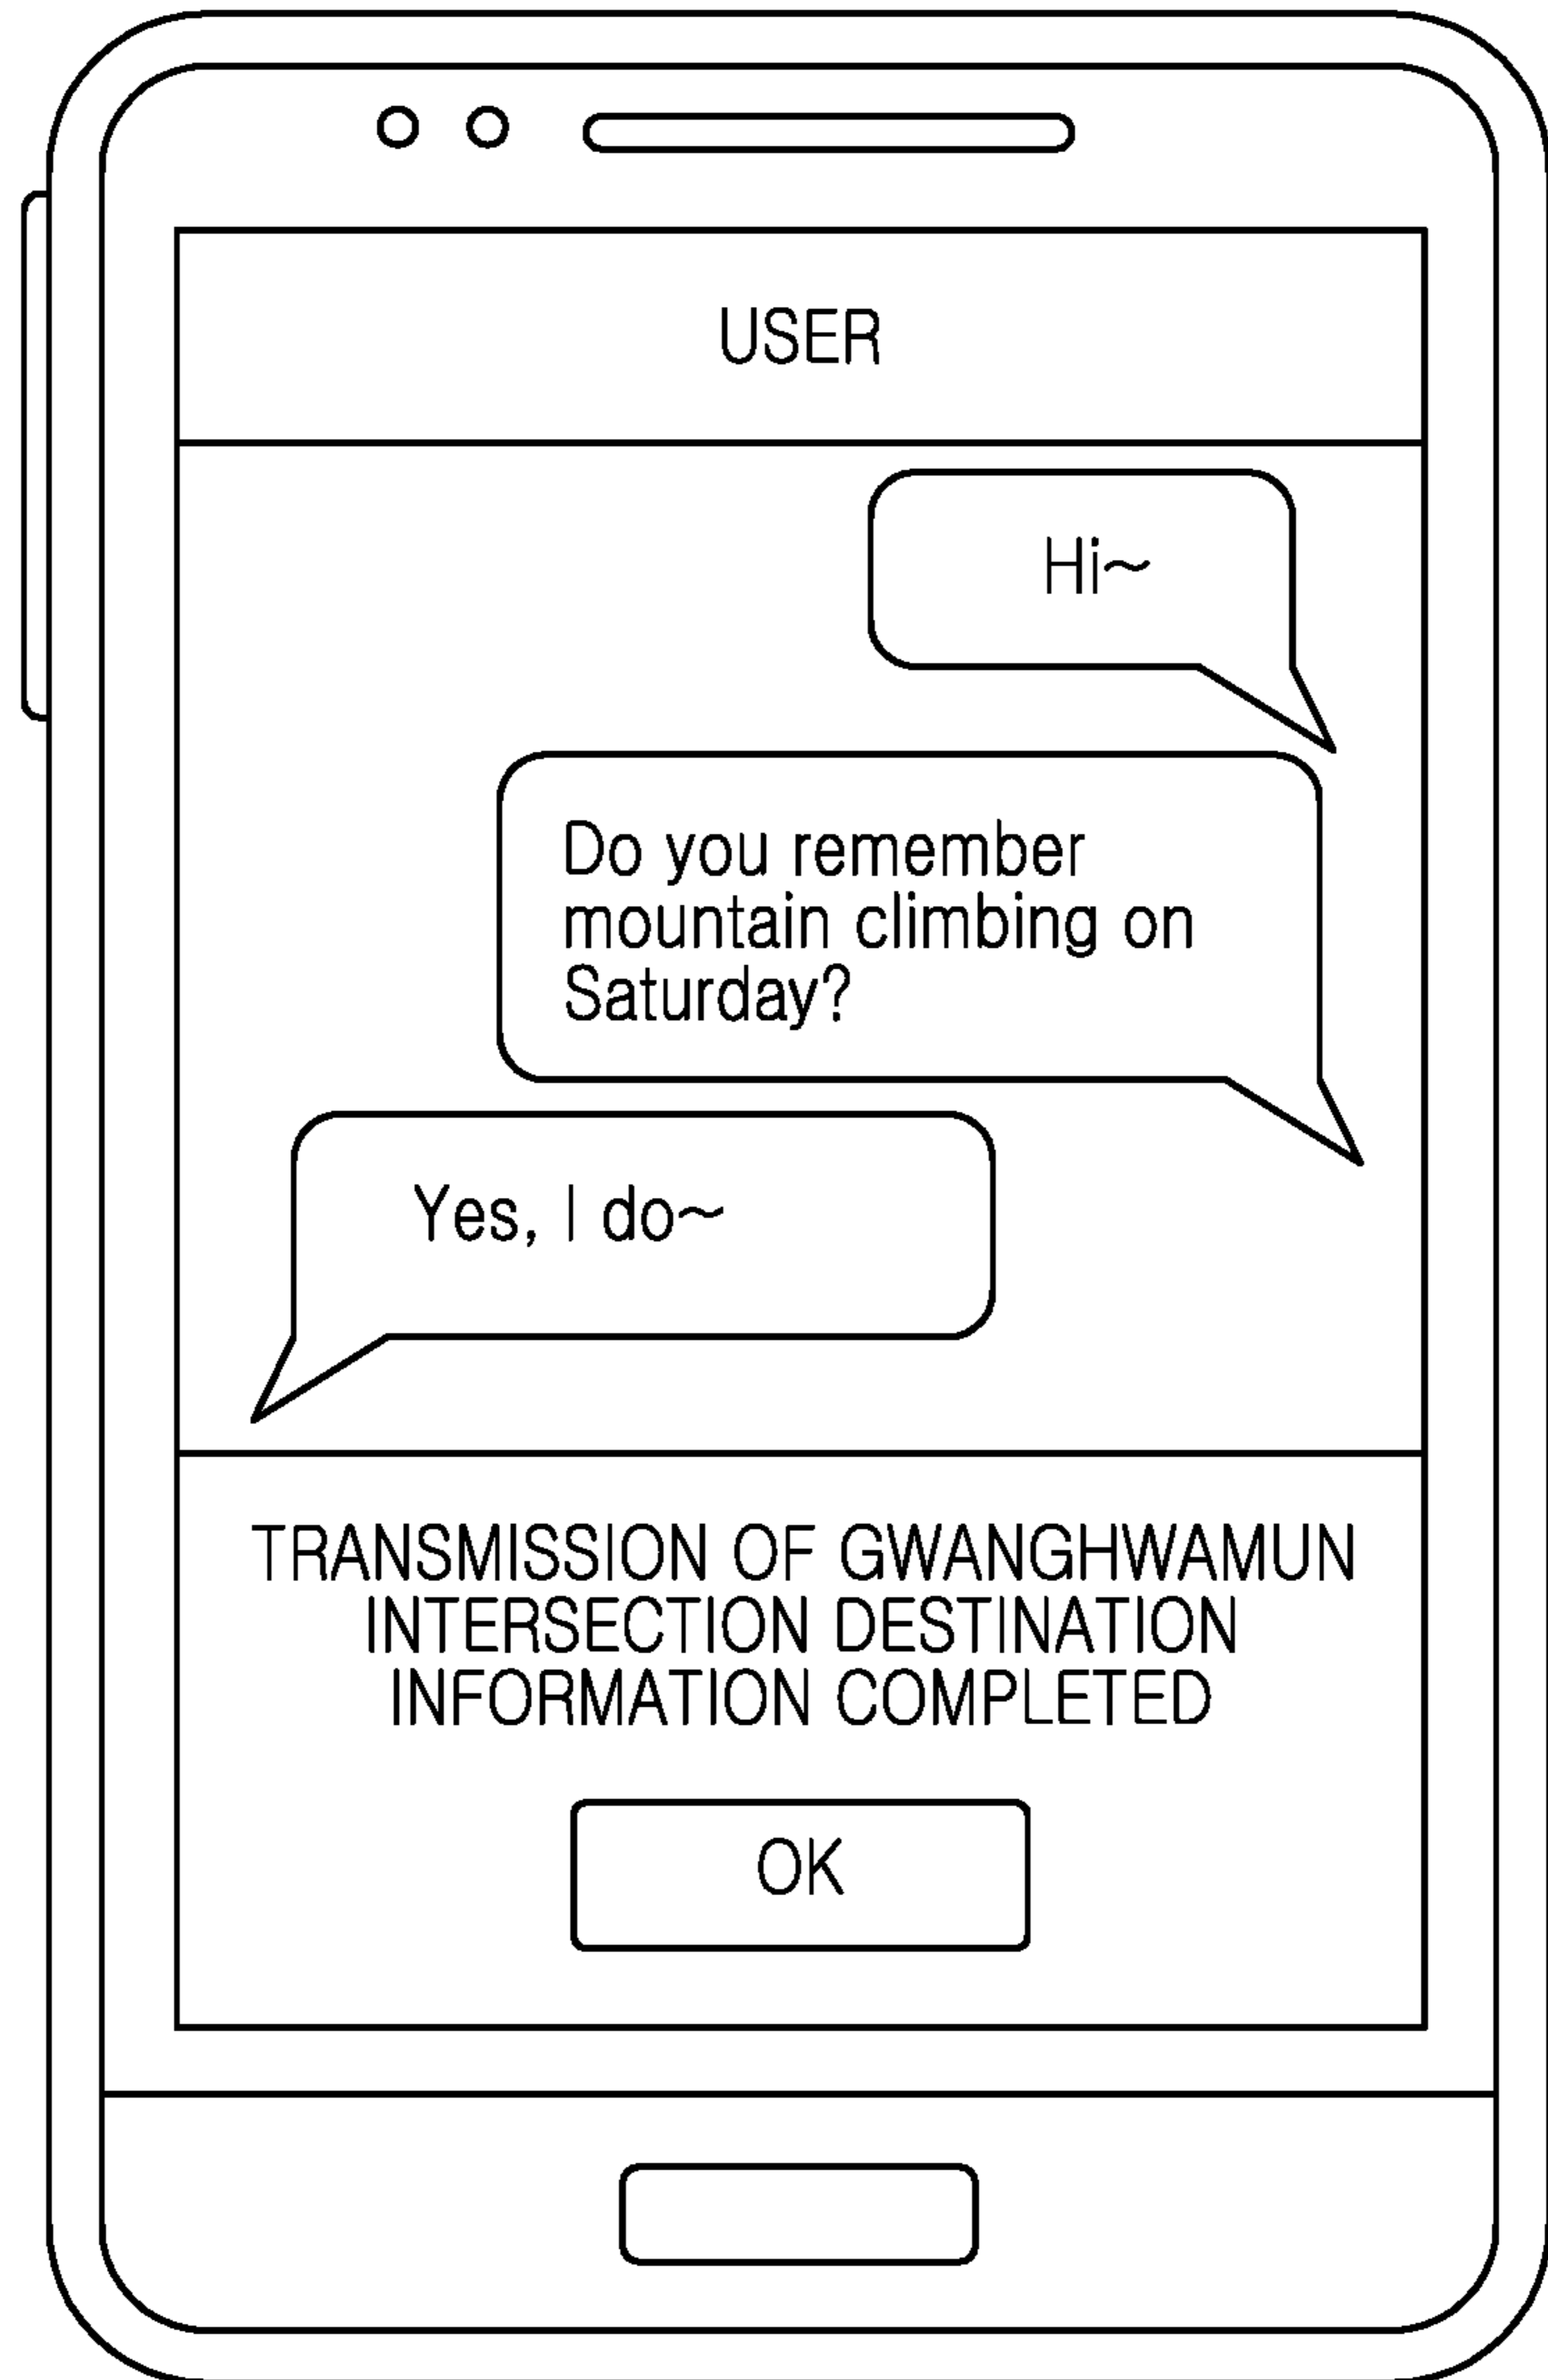 USER
Hi~
Do you remember
mountain climbing on
Saturday?
Yes, I do~
TRANSMISSION OF GWANGHWAMUN
INTERSECTION DESTINATION
INFORMATION COMPLETED
OK